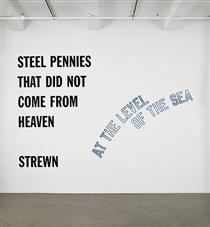 STEEL PENNIES
THAT DID NOT
COME FROM
HEAVEN
STREWN
AT THE LEVEL
OF THE SEA